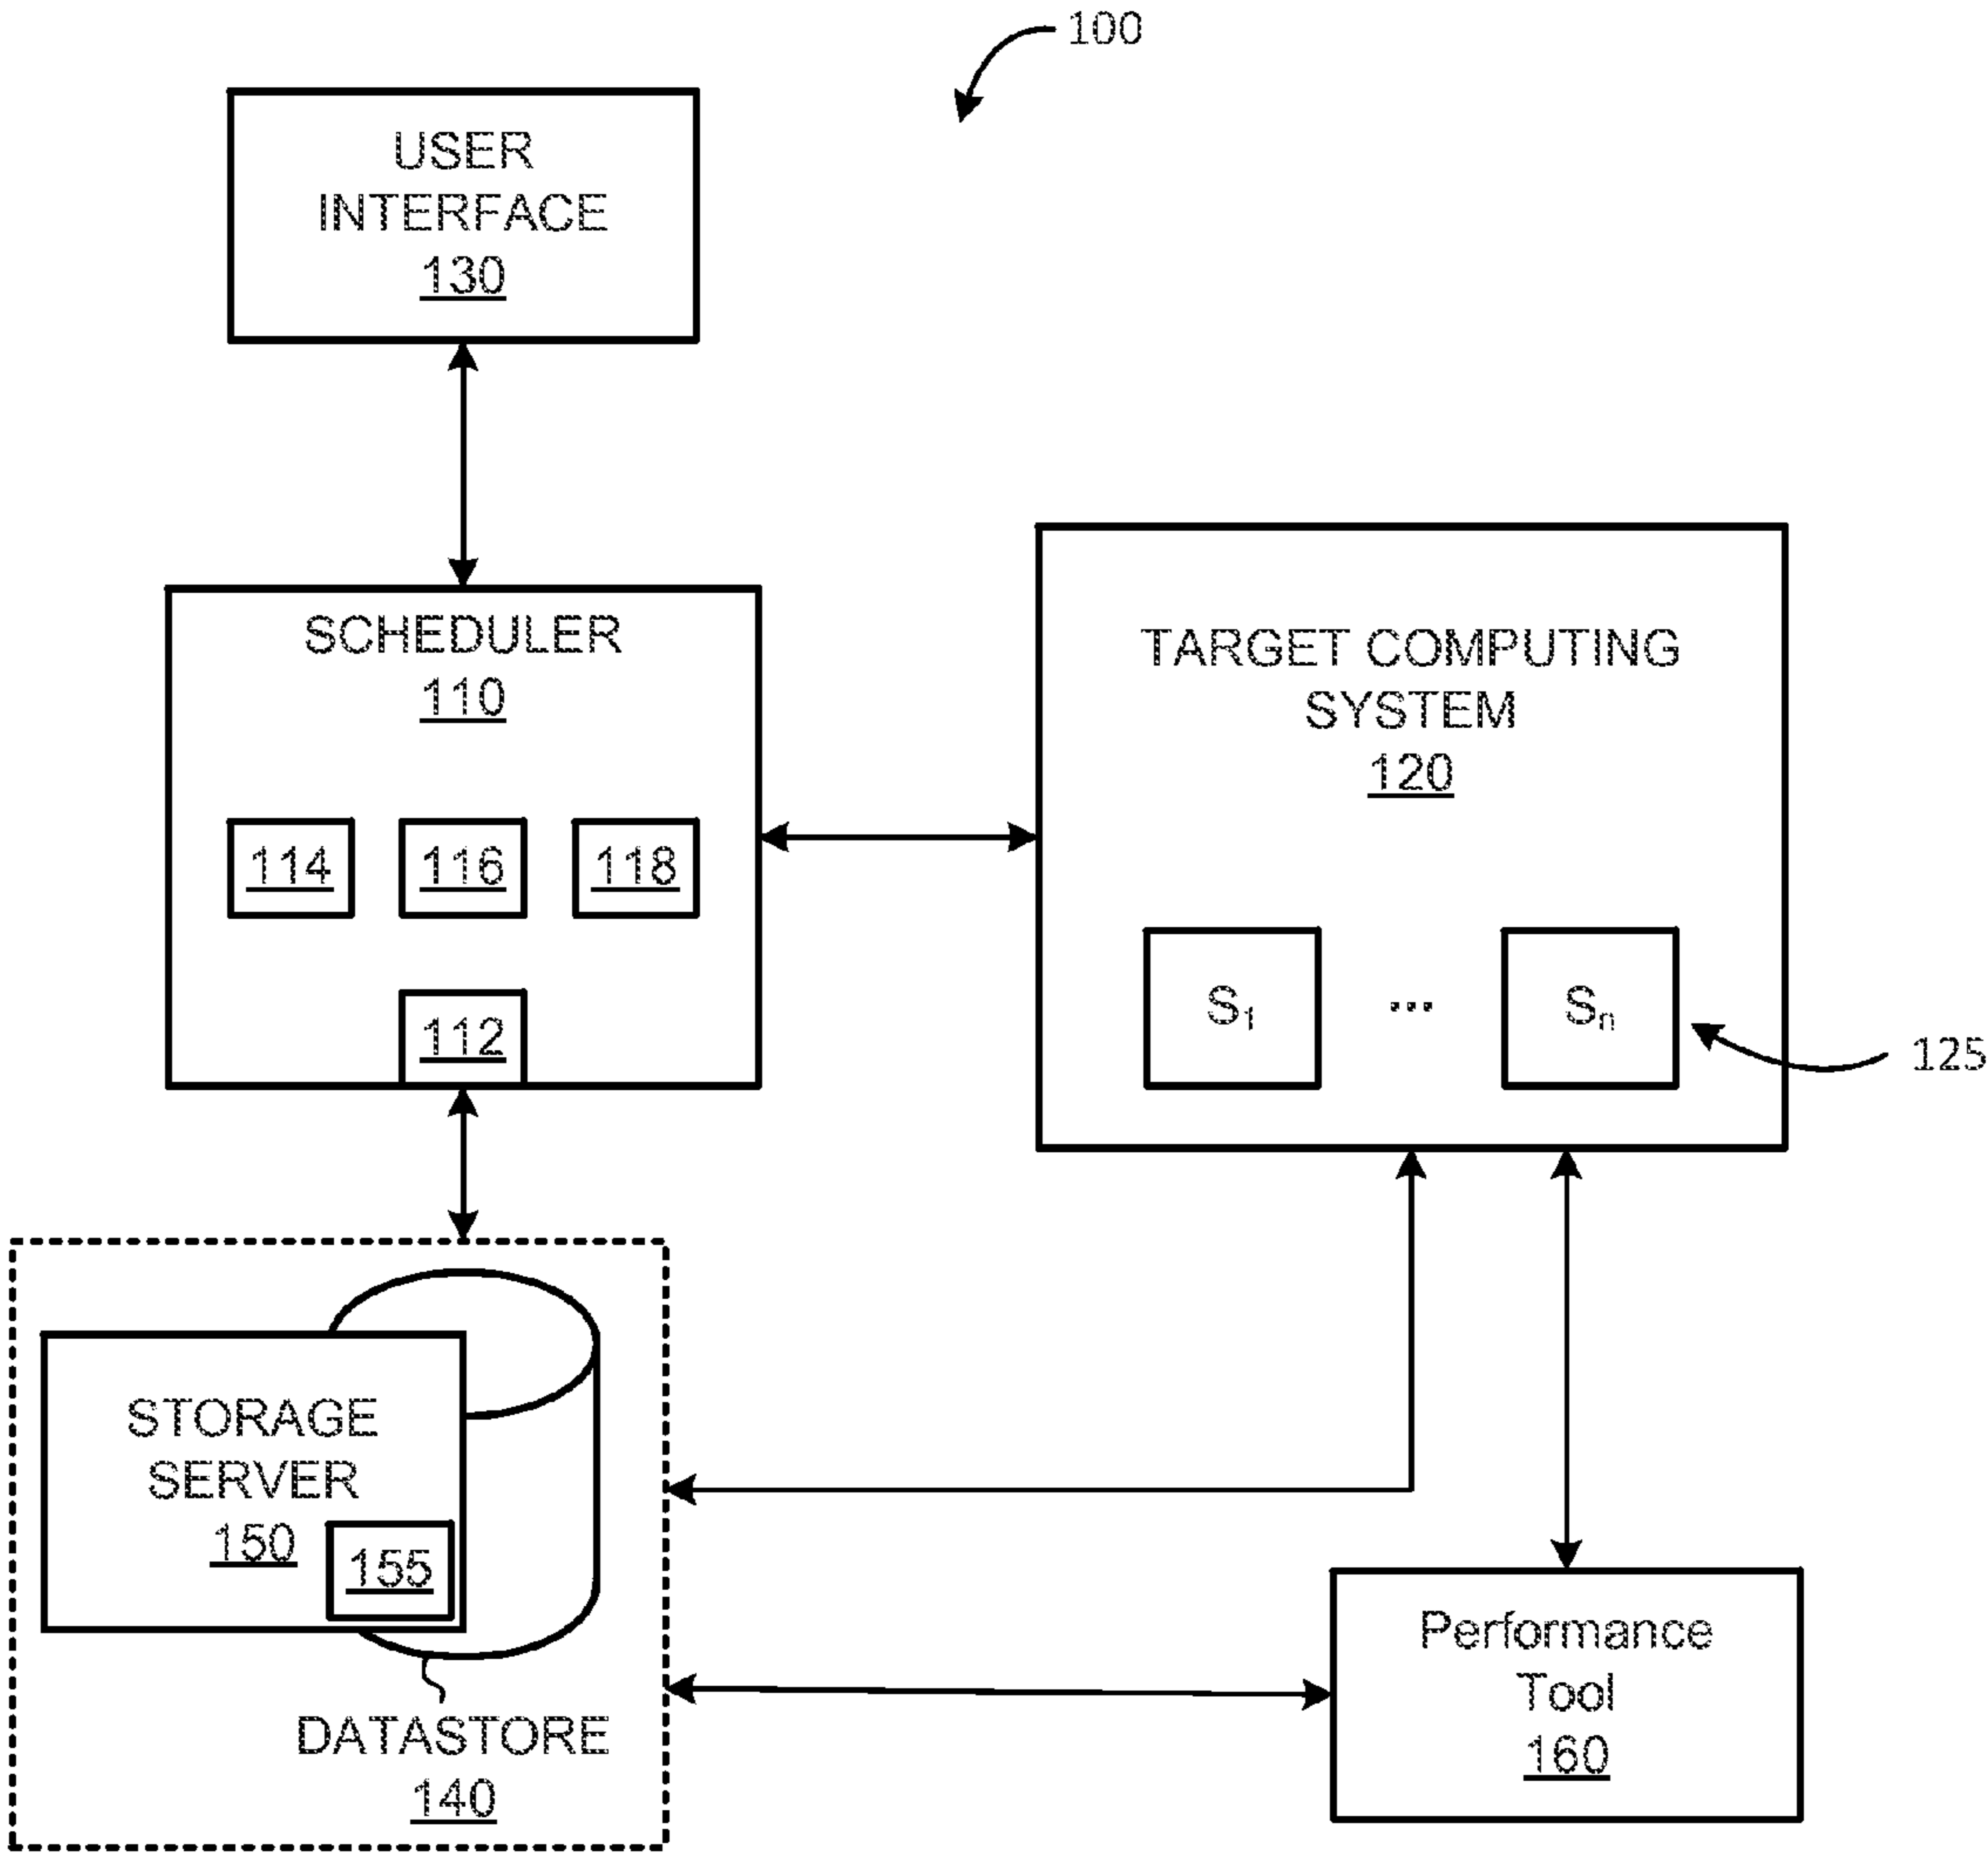 100
USER
INTERFACE
130
SCHEDULER
110
114
116
118
112
TARGET COMPUTING
SYSTEM
120
S1
...
Sn
125
STORAGE
SERVER
150
155
DATASTORE
140
Performance
Tool
160